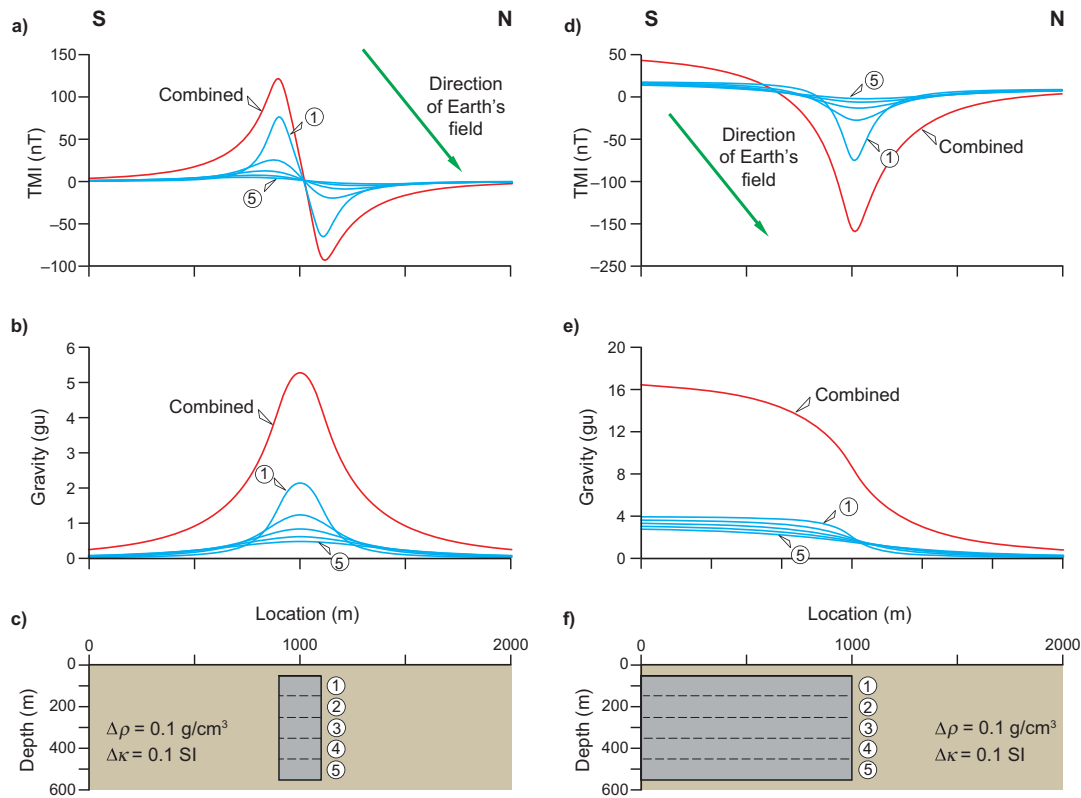 S N
a)
150
100
50
0
–50
–100
TMI (nT)
Combined
1
5
Direction
of Earth's
field
S N
d)
50
0
–50
–100
–150
–250
TMI (nT)
5
1
Combined
Direction
of Earth's
field
b)
6
5
4
3
2
1
0
Gravity (gu)
Combined
1
5
e)
20
16
12
8
4
0
Gravity (gu)
Combined
1
5
c)
Location (m)
0 1000 2000
0
200
400
600
Depth (m)
Δρ = 0.1 g/cm³
Δκ = 0.1 SI
1
2
3
4
5
f)
Location (m)
0 1000 2000
0
200
400
600
Depth (m)
1
2
3
4
5
Δρ = 0.1 g/cm³
Δκ = 0.1 SI